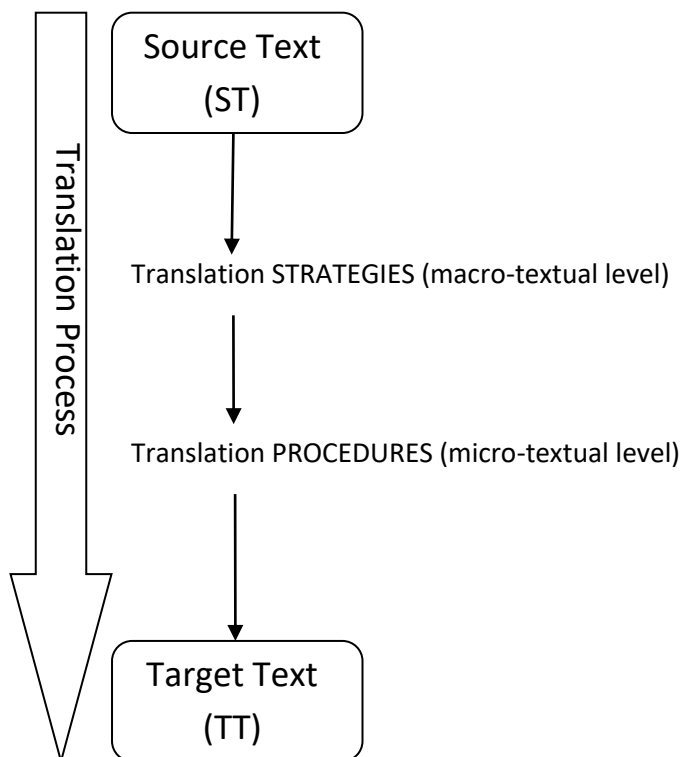 Source Text
(ST)
Translation Process
Translation STRATEGIES (macro-textual level)
Translation PROCEDURES (micro-textual level)
Target Text
(TT)